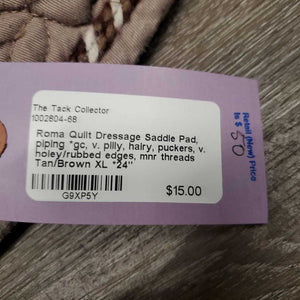 The Tack Collector
1002604-68
Roma Quilt Dressage Saddle Pad,
piping *gc, v. pilly, hairy, puckers, v.
holey/rubbed edges, mnr threads
Tan/Brown XL *24"
G9XP5Y
$15.00
Retail (New) Price
is $ 50